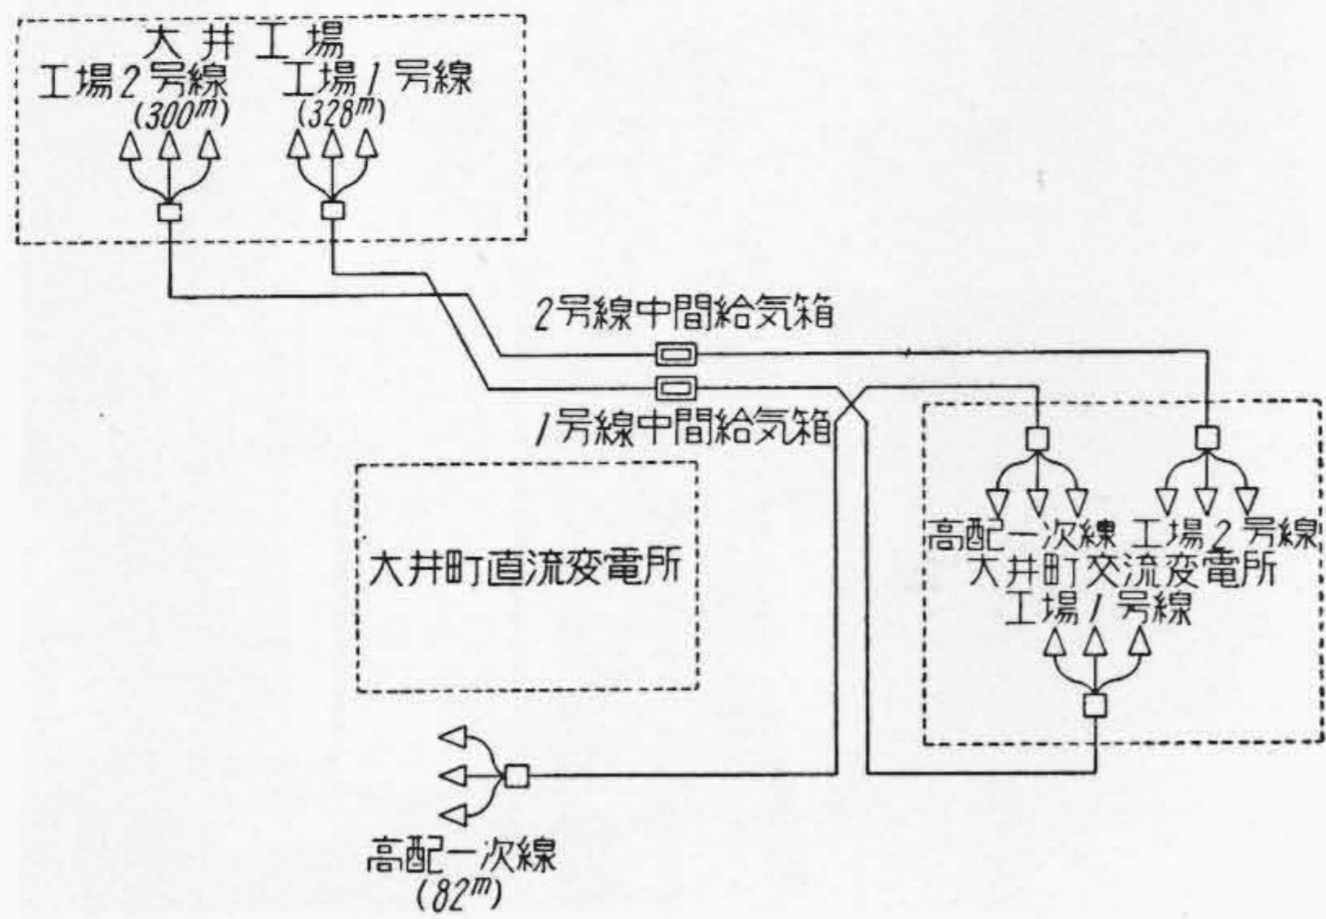 大井工場
工場2号線 工場1号線
(300m) (328m)
2号線中間給気箱
1号線中間給気箱
大井町直流変電所
高配一次線 工場2号線
大井町交流変電所
工場1号線
高配一次線
(82m)